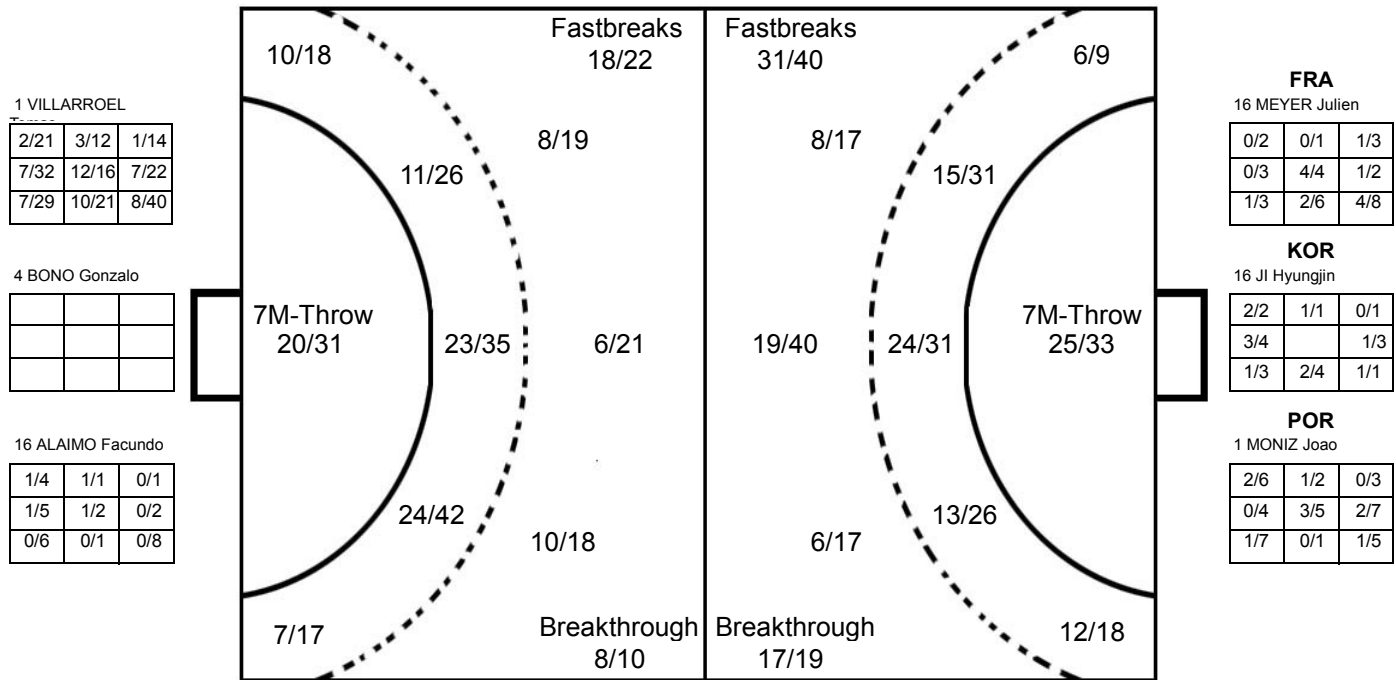 1 VILLARROEL
2/21 3/12 1/14
7/32 12/16 7/22
7/29 10/21 8/40
4 BONO Gonzalo
16 ALAIMO Facundo
1/4 1/1 0/1
1/5 1/2 0/2
0/6 0/1 0/8
10/18
Fastbreaks
18/22
8/19
11/26
7M-Throw
20/31
23/35
6/21
24/42
10/18
7/17
Breakthrough
8/10
Fastbreaks
31/40
6/9
8/17
15/31
19/40
24/31
7M-Throw
25/33
13/26
6/17
12/18
Breakthrough
17/19
FRA
16 MEYER Julien
0/2 0/1 1/3
0/3 4/4 1/2
1/3 2/6 4/8
KOR
16 JI Hyungjin
2/2 1/1 0/1
3/4 1/3
1/3 2/4 1/1
POR
1 MONIZ Joao
2/6 1/2 0/3
0/4 3/5 2/7
1/7 0/1 1/5